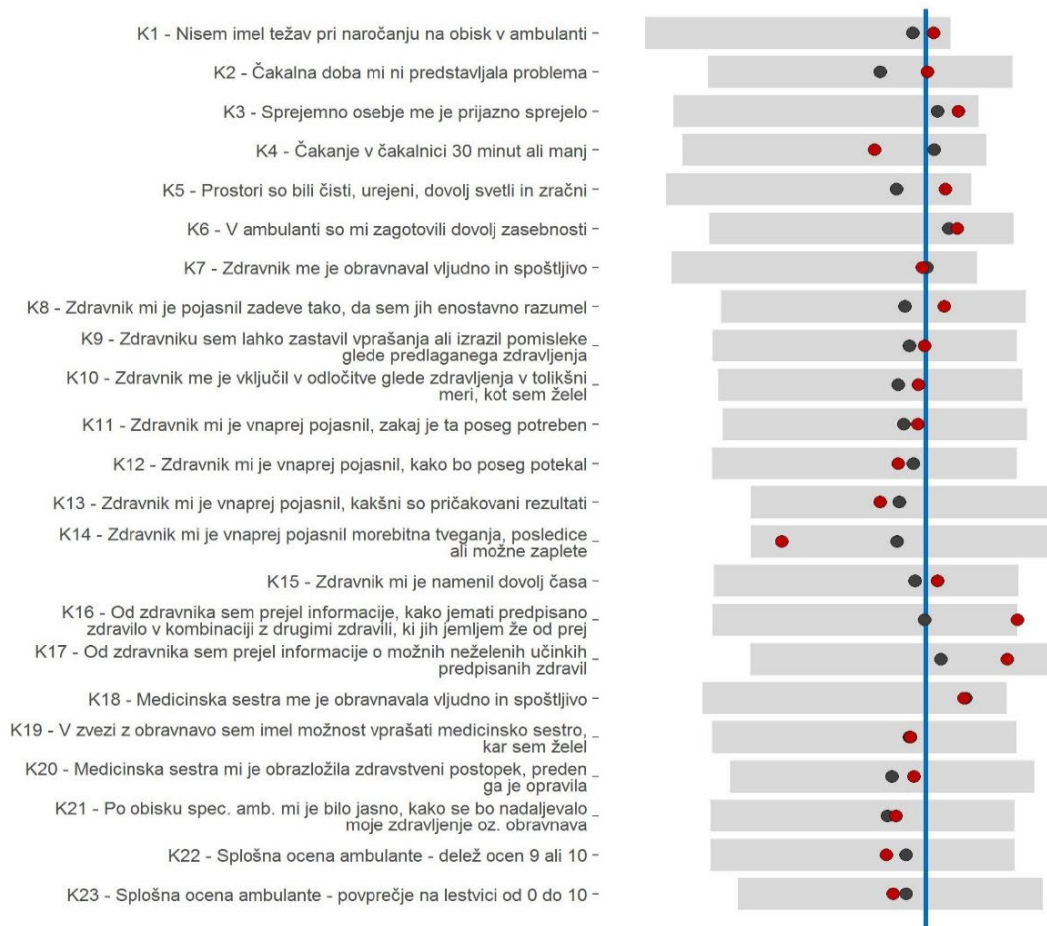 K1 - Nisem imel težav pri naročanju na obisk v ambulanti
K2 - Čakalna doba mi ni predstavljala problema
K3 - Sprejemno osebje me je prijazno sprejelo
K4 - Čakanje v čakalnici 30 minut ali manj
K5 - Prostori so bili čisti, urejeni, dovolj svetli in zračni
K6 - V ambulanti so mi zagotovili dovolj zasebnosti
K7 - Zdravnik me je obravnaval vljudno in spoštljivo
K8 - Zdravnik mi je pojasnil zadeve tako, da sem jih enostavno razumel
K9 - Zdravniku sem lahko zastavil vprašanja ali izrazil pomisleke
glede predlaganega zdravljenja
K10 - Zdravnik me je vključil v odločitve glede zdravljenja v tolikšni
meri, kot sem želel
K11 - Zdravnik mi je vnaprej pojasnil, zakaj je ta poseg potreben
K12 - Zdravnik mi je vnaprej pojasnil, kako bo poseg potekal
K13 - Zdravnik mi je vnaprej pojasnil, kakšni so pričakovani rezultati
K14 - Zdravnik mi je vnaprej pojasnil morebitna tveganja, posledice
ali možne zaplete
K15 - Zdravnik mi je namenil dovolj časa
K16 - Od zdravnika sem prejel informacije, kako jemati predpisano
zdravilo v kombinaciji z drugimi zdravili, ki jih jemljem že od prej
K17 - Od zdravnika sem prejel informacije o možnih neželenih učinkih
predpisanih zdravil
K18 - Medicinska sestra me je obravnavala vljudno in spoštljivo
K19 - V zvezi z obravnavo sem imel možnost vprašati medicinsko sestro,
kar sem želel
K20 - Medicinska sestra mi je obrazložila zdravstveni postopek, preden
ga je opravila
K21 - Po obisku spec. amb. mi je bilo jasno, kako se bo nadaljevalo
moje zdravljenje oz. obravnava
K22 - Splošna ocena ambulante - delež ocen 9 ali 10
K23 - Splošna ocena ambulante - povprečje na lestvici od 0 do 10